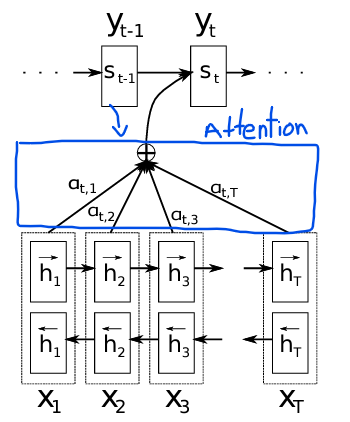 y_{t-1} y_t
. . . s_{t-1} s_t . . .
Attention
a_{t,1} a_{t,2} a_{t,3} a_{t,T}
\overrightarrow{h}_1 \overrightarrow{h}_2 \overrightarrow{h}_3 \overrightarrow{h}_T
\overleftarrow{h}_1 \overleftarrow{h}_2 \overleftarrow{h}_3 \overleftarrow{h}_T
x_1 x_2 x_3 x_T